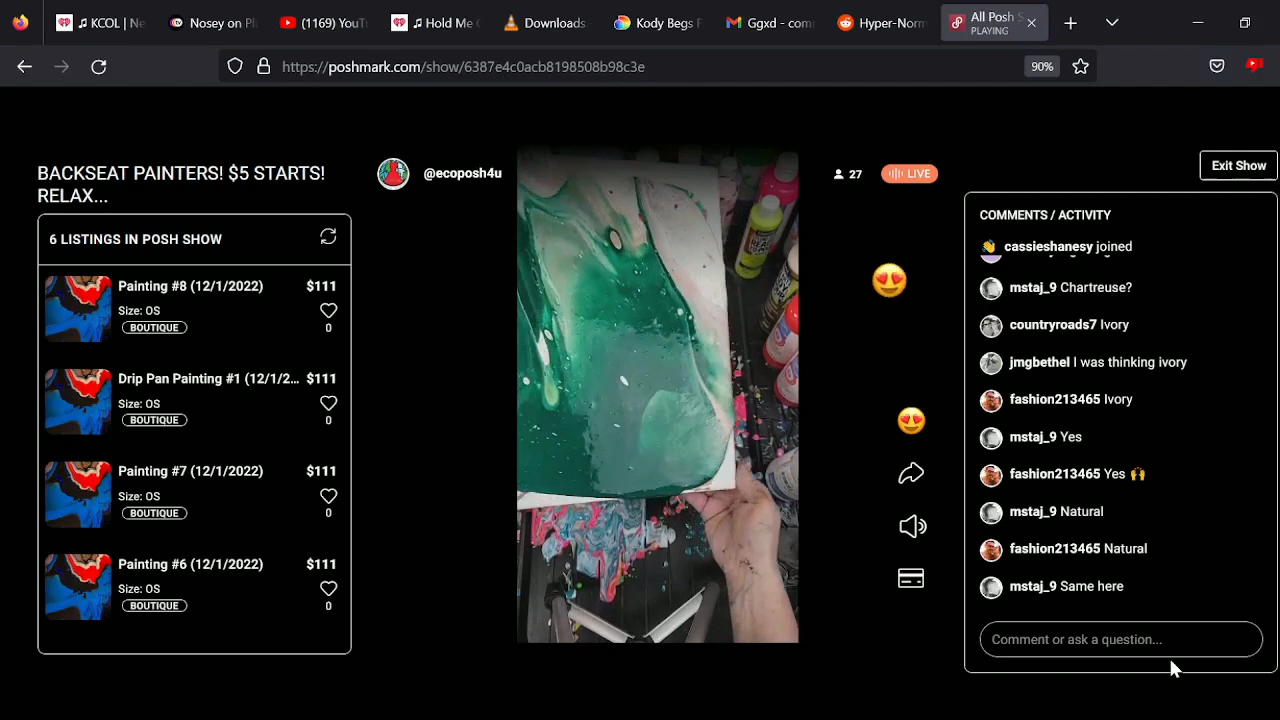 KCOL | Ne
Nosey on Pl
(1169) YouT
Hold Me
Downloads
Kody Begs F
Ggxd - com
Hyper-Norm
All Posh S
PLAYING
https://poshmark.com/show/6387e4c0acb8198508b98c3e
90%
BACKSEAT PAINTERS! $5 STARTS!
RELAX...
6 LISTINGS IN POSH SHOW
Painting #8 (12/1/2022) $111
Size: OS
BOUTIQUE
0
Drip Pan Painting #1 (12/1/2... $111
Size: OS
BOUTIQUE
0
Painting #7 (12/1/2022) $111
Size: OS
BOUTIQUE
0
Painting #6 (12/1/2022) $111
Size: OS
BOUTIQUE
0
@ecoposh4u
27
LIVE
Exit Show
COMMENTS / ACTIVITY
cassieshanesy joined
mstaj_9 Chartreuse?
countryroads7 Ivory
jmgbethel I was thinking ivory
fashion213465 Ivory
mstaj_9 Yes
fashion213465 Yes 🙌
mstaj_9 Natural
fashion213465 Natural
mstaj_9 Same here
Comment or ask a question...